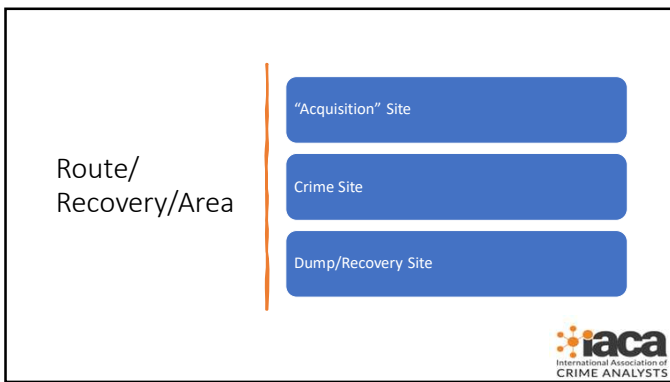 Route/
Recovery/Area
“Acquisition” Site
Crime Site
Dump/Recovery Site
iaca
International Association of
CRIME ANALYSTS